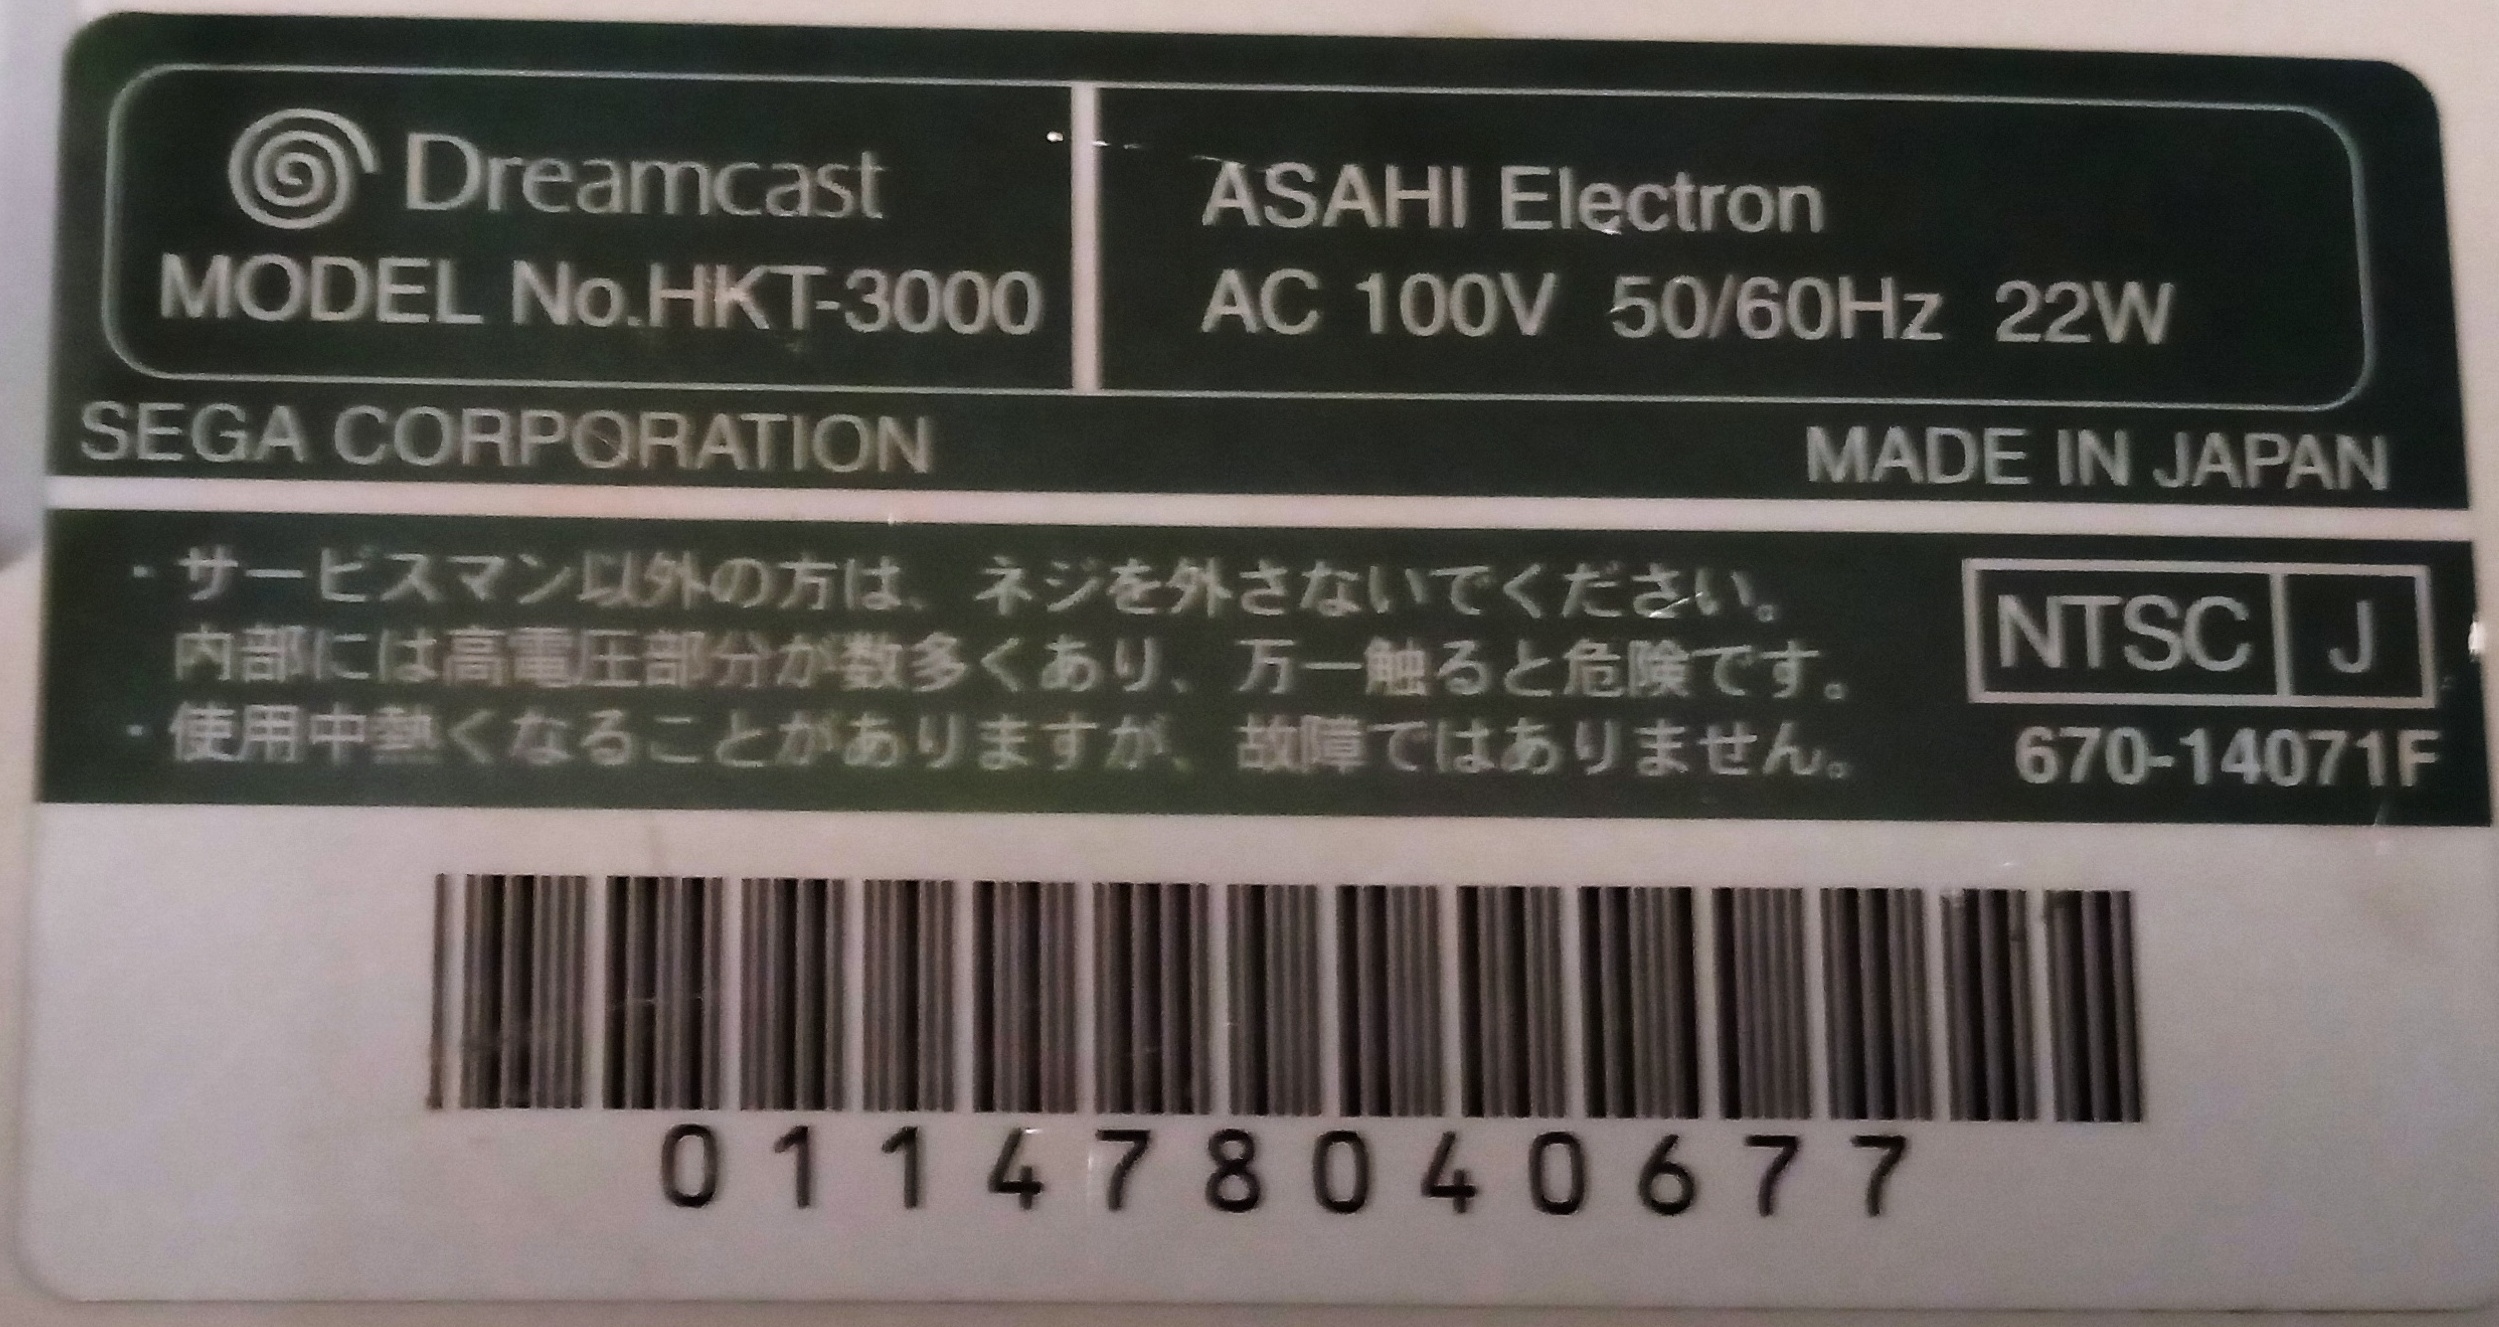 Dreamcast
MODEL No.HKT-3000
ASAHI Electron
AC 100V 50/60Hz 22W
SEGA CORPORATION
MADE IN JAPAN
・サービスマン以外の方は、ネジを外さないでください。
内部には高電圧部分が数多くあり、万一触ると危険です。
・使用中熱くなることがありますが、故障ではありません。
NTSC J
670-14071F
011478040677